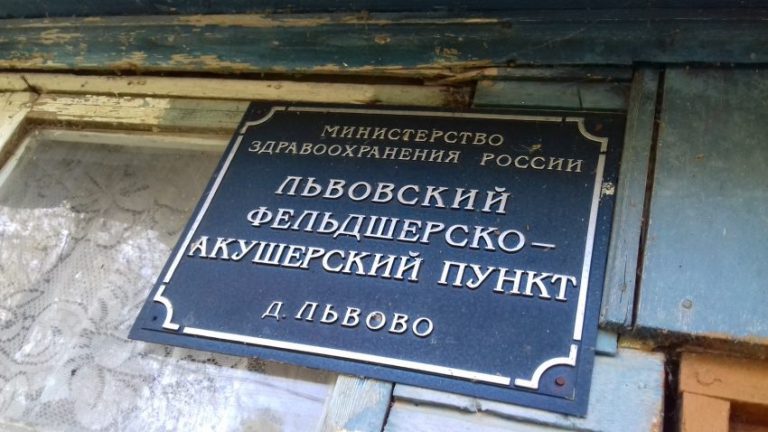 МИНИСТЕРСТВО
ЗДРАВООХРАНЕНИЯ РОССИИ
ЛЬВОВСКИЙ
ФЕЛЬДШЕРСКО–
АКУШЕРСКИЙ ПУНКТ
Д. ЛЬВОВО